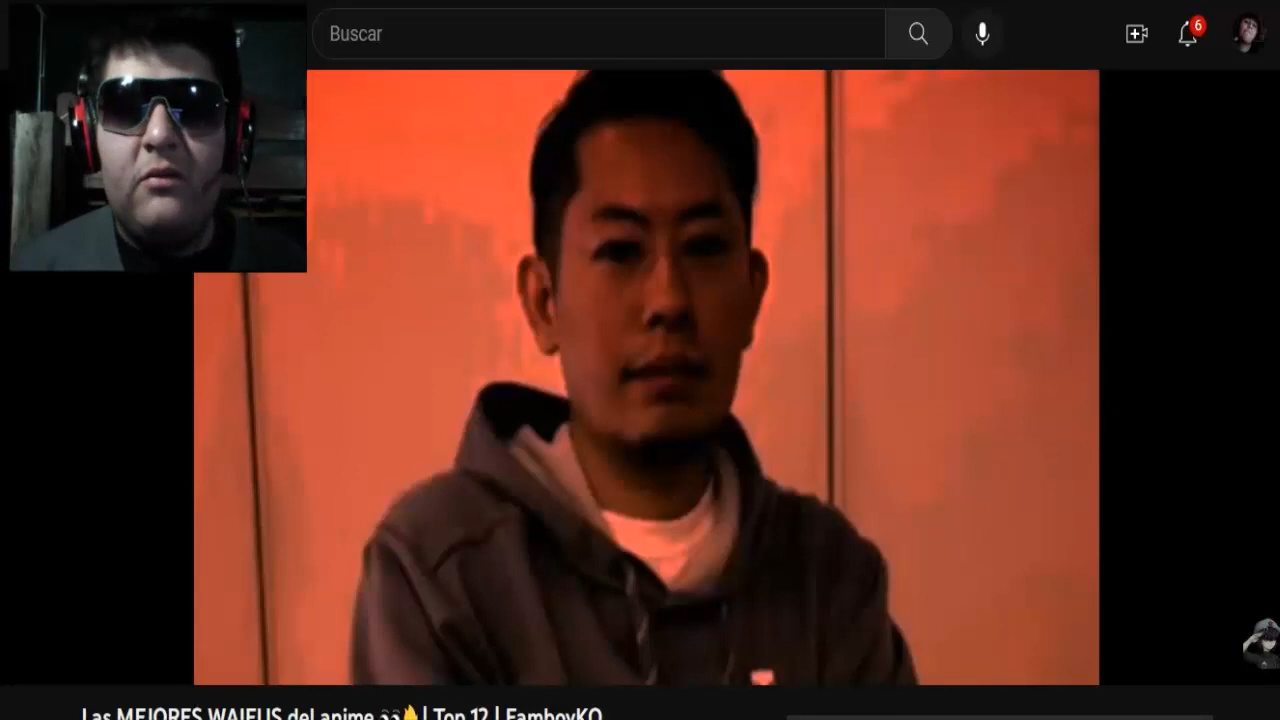 Buscar
6
Las MEJORES WAIFUS del anime 👀🔥| Top 12 | FamboyKO